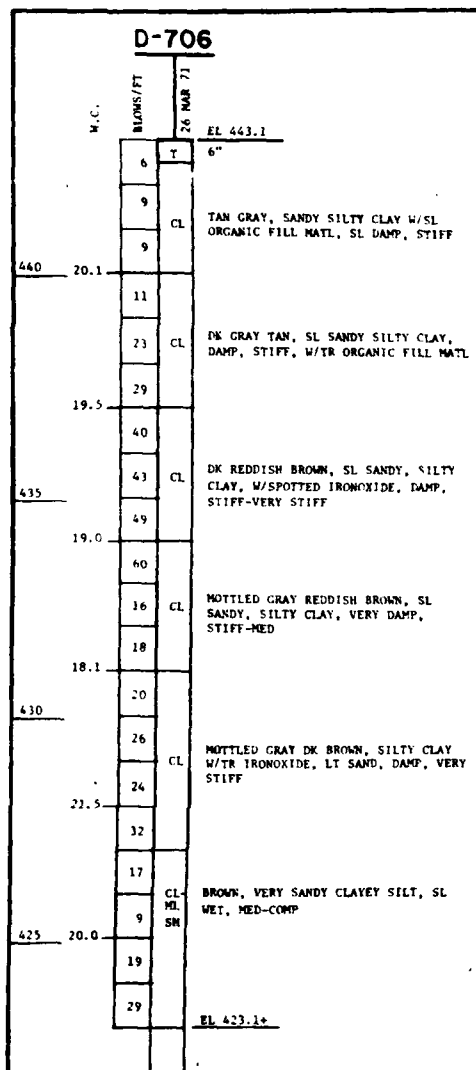 D-706
W.C.
BLOWS/FT
26 MAR 71
EL 443.1
6
T
6"
9
9
CL
TAN GRAY, SANDY SILTY CLAY W/SL
ORGANIC FILL MATL, SL DAMP, STIFF
440
20.1
11
23
CL
DK GRAY TAN, SL SANDY SILTY CLAY,
DAMP, STIFF, W/TR ORGANIC FILL MATL
29
19.5
40
43
CL
DK REDDISH BROWN, SL SANDY, SILTY
CLAY, W/SPOTTED IRONOXIDE, DAMP,
STIFF-VERY STIFF
435
49
19.0
60
16
CL
MOTTLED GRAY REDDISH BROWN, SL
SANDY, SILTY CLAY, VERY DAMP,
STIFF-MED
18
18.1
20
430
26
CL
MOTTLED GRAY DK BROWN, SILTY CLAY
W/TR IRONOXIDE, LT SAND, DAMP, VERY
STIFF
24
21.5
32
17
CL-
ML
SM
BROWN, VERY SANDY CLAYEY SILT, SL
WET, MED-COMP
9
425
20.0
19
29
EL 423.1+